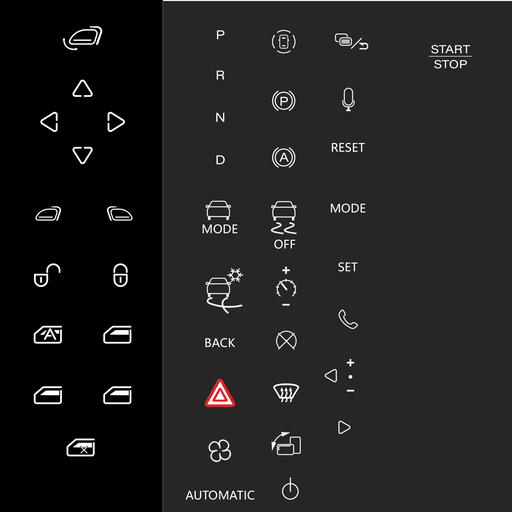 P
START
STOP
R
P
N
A
RESET
D
MODE
MODE
OFF
SET
BACK
A
AUTOMATIC